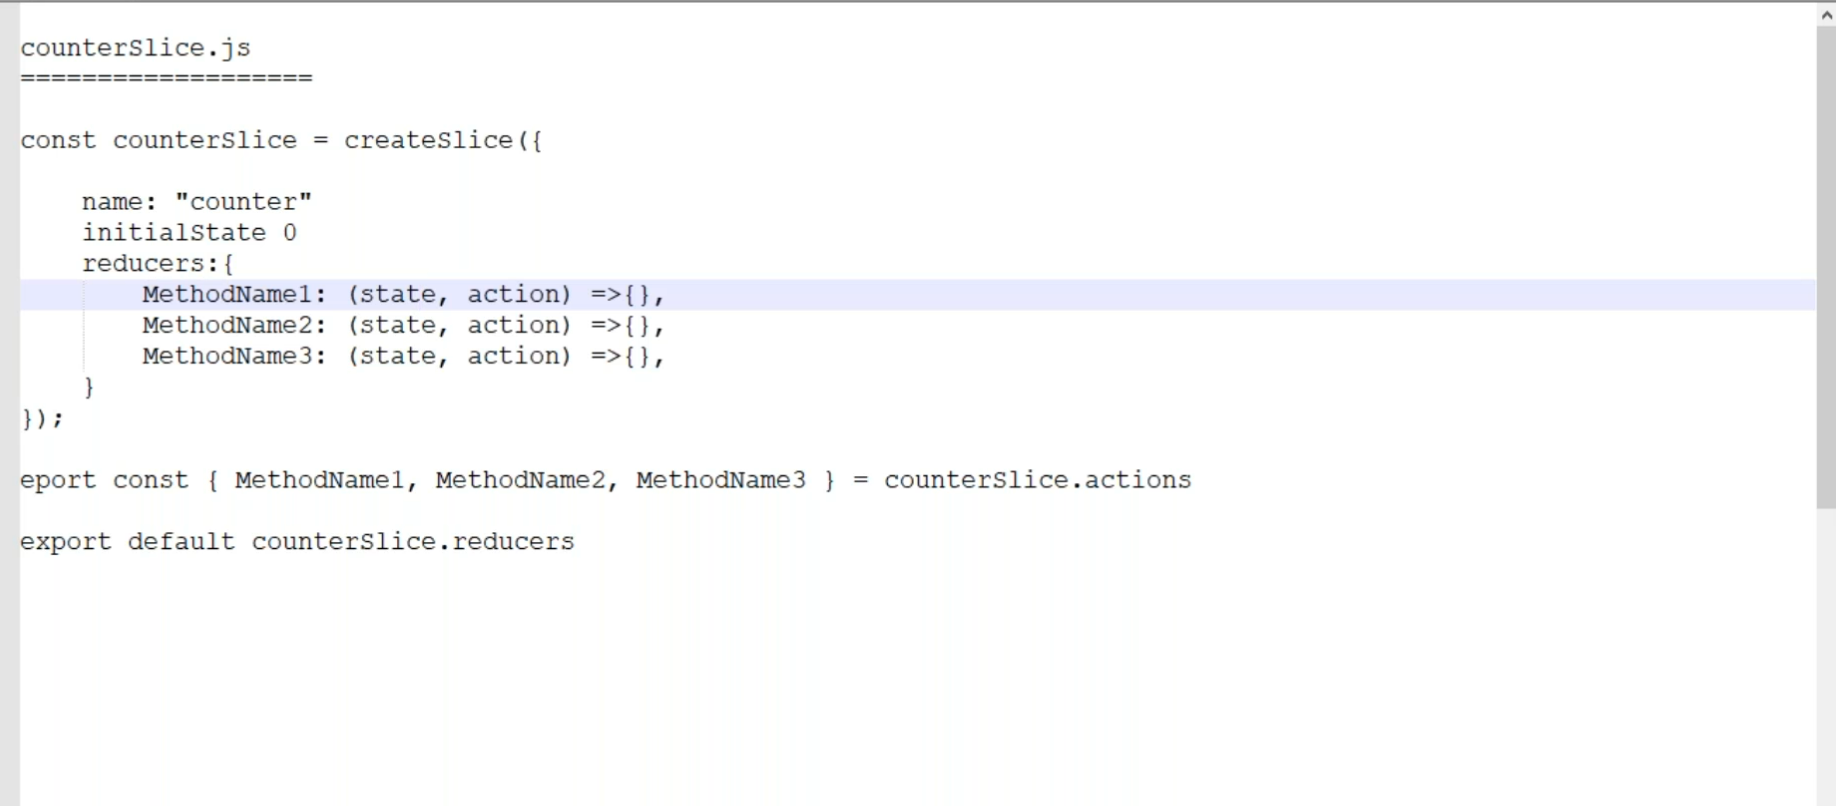 counterSlice.js
===================
const counterSlice = createSlice({
name: "counter"
initialState 0
reducers:{
MethodName1: (state, action) =>{},
MethodName2: (state, action) =>{},
MethodName3: (state, action) =>{},
}
});
eport const { MethodName1, MethodName2, MethodName3 } = counterSlice.actions
export default counterSlice.reducers